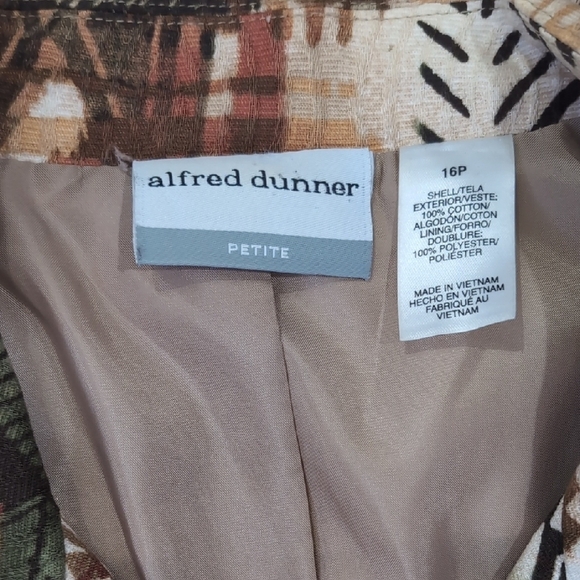 alfred dunner
PETITE
16P
SHELL/TELA
EXTERIOR/VESTE:
100% COTTON/
ALGODÓN/COTON
LINING/FORRO/
DOUBLURE:
100% POLYESTER/
POLIÉSTER
MADE IN VIETNAM
HECHO EN VIETNAM
FABRIQUÉ AU
VIETNAM